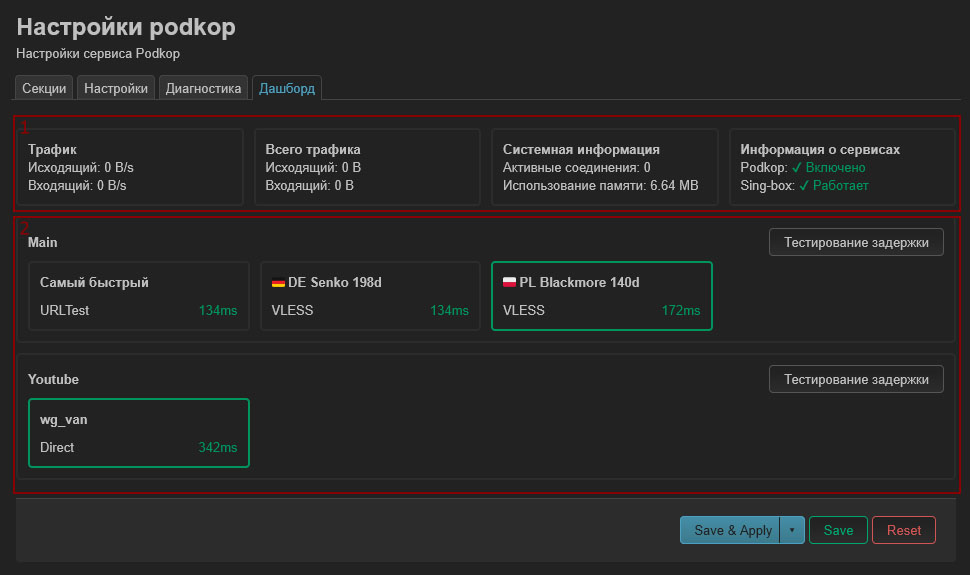 Настройки podkop
Настройки сервиса Podkop
Секции Настройки Диагностика Дашборд
1
Трафик
Исходящий: 0 B/s
Входящий: 0 B/s
Всего трафика
Исходящий: 0 B
Входящий: 0 B
Системная информация
Активные соединения: 0
Использование памяти: 6.64 MB
Информация о сервисах
Podkop: ✓ Включено
Sing-box: ✓ Работает
2
Main
Тестирование задержки
Самый быстрый
URLTest 134ms
DE Senko 198d
VLESS 134ms
PL Blackmore 140d
VLESS 172ms
Youtube
Тестирование задержки
wg_van
Direct 342ms
Save & Apply Save Reset